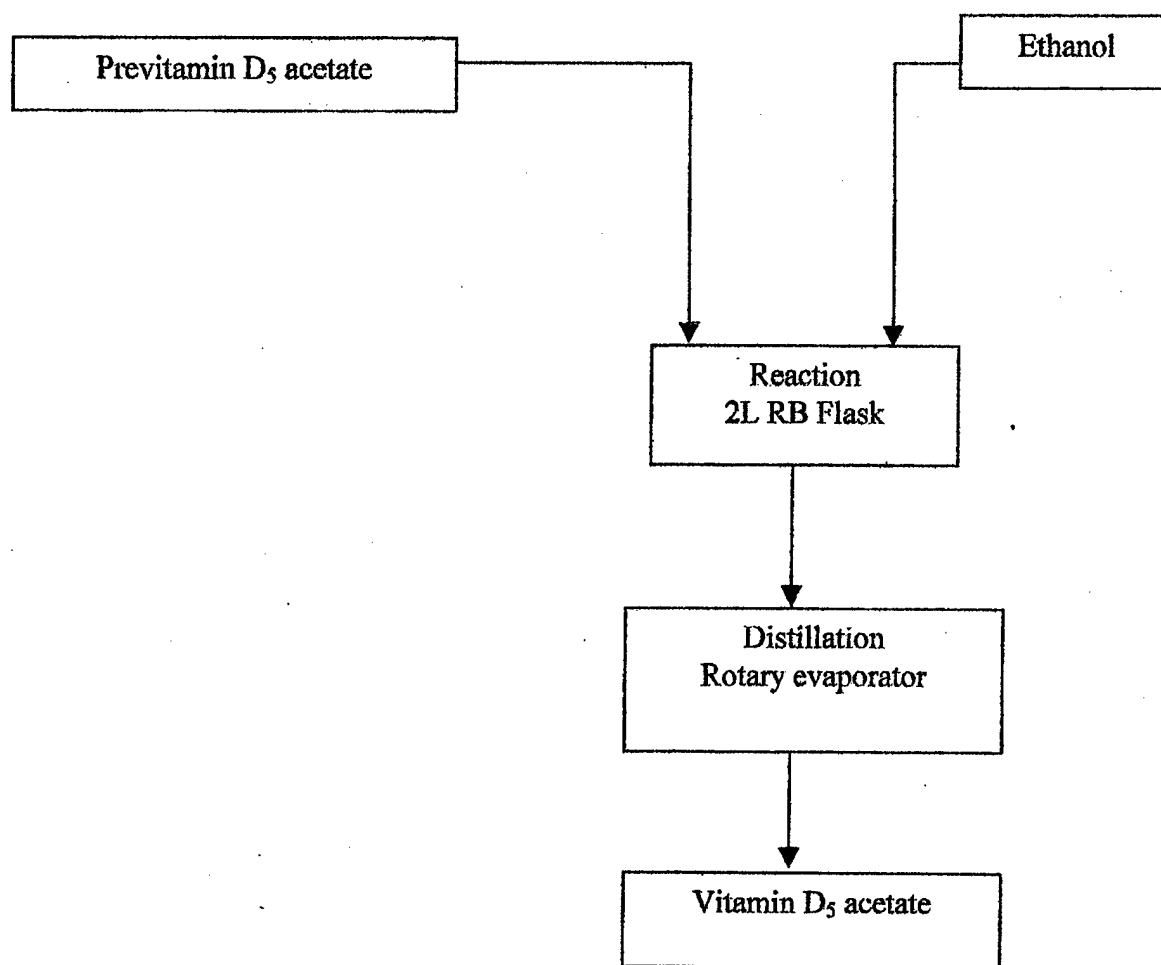 Previtamin D₅ acetate
Ethanol
Reaction
2L RB Flask
Distillation
Rotary evaporator
Vitamin D₅ acetate